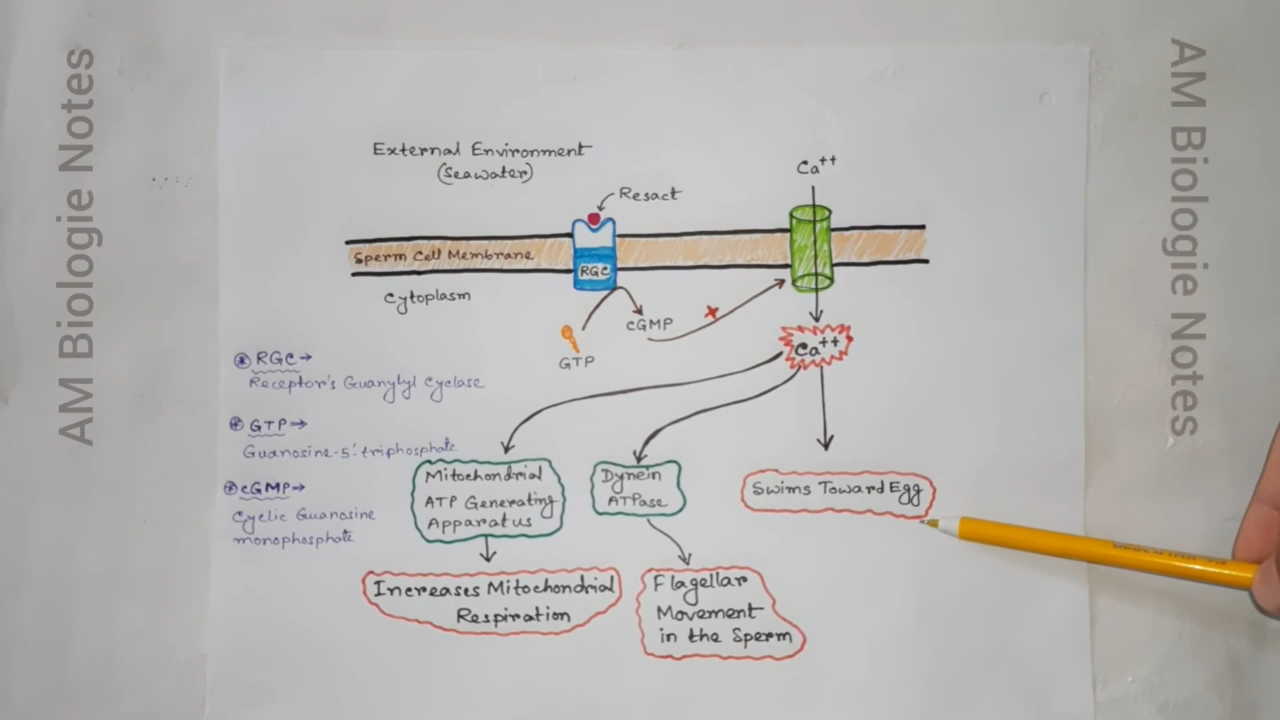 AM Biologie Notes
AM Biologie Notes
External Environment
(Seawater)
Resact
Ca++
Sperm Cell Membrane
RGC
Cytoplasm
cGMP
GTP
Ca++
RGC→
Receptor's Guanylyl Cyclase
GTP→
Guanosine-5'-triphosphate
cGMP→
Cyclic Guanosine
monophosphate
Mitochondrial
ATP Generating
Apparatus
Dynein
ATPase
Swims Toward Egg
Increases Mitochondrial
Respiration
Flagellar
Movement
in the Sperm